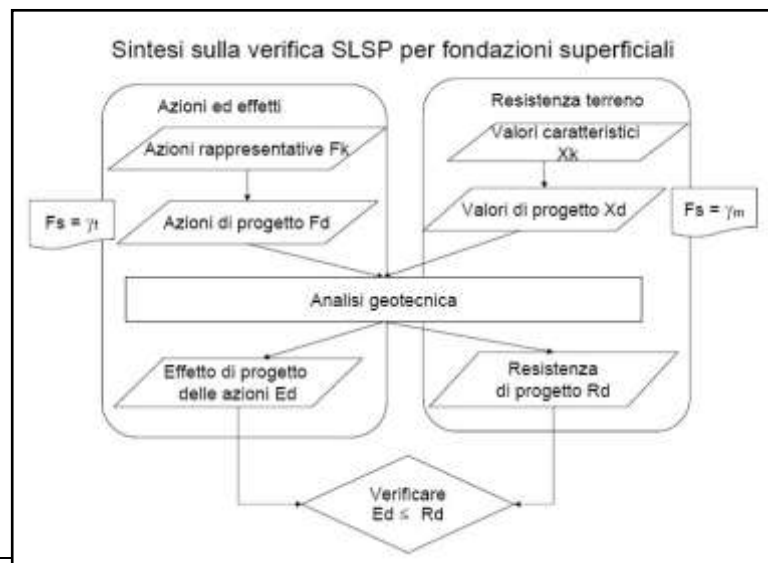 Sintesi sulla verifica SLSP per fondazioni superficiali
Azioni ed effetti
Resistenza terreno
Azioni rappresentative Fk
Valori caratteristici
Xk
Fs = γf
Azioni di progetto Fd
Valori di progetto Xd
Fs = γm
Analisi geotecnica
Effetto di progetto
delle azioni Ed
Resistenza
di progetto Rd
Verificare
Ed ≤ Rd